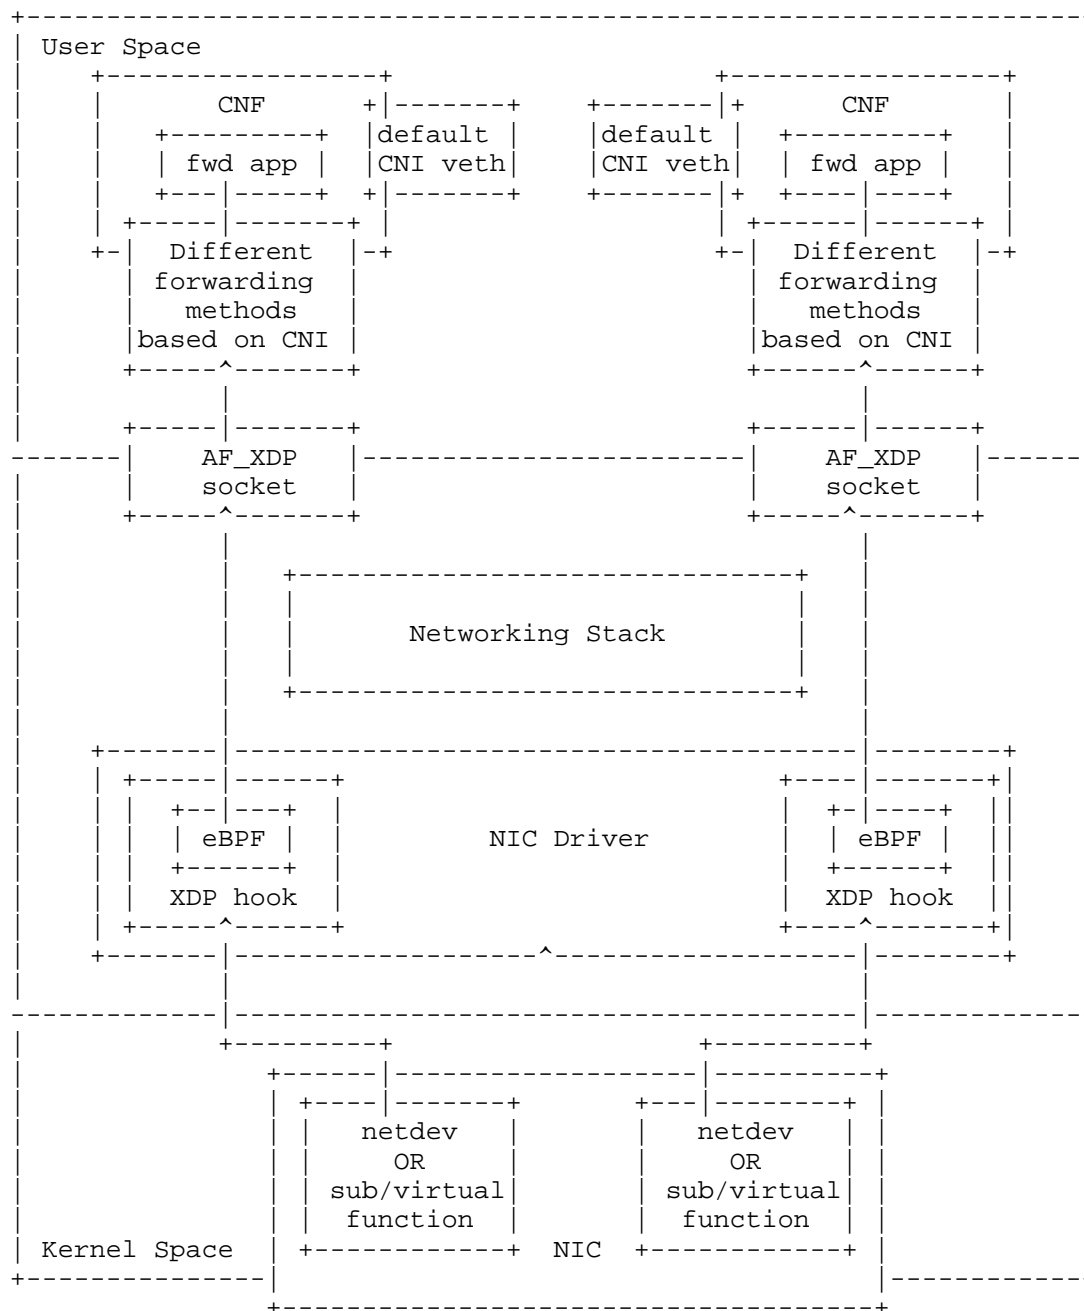 User Space
CNF CNF
default default
fwd app CNI veth CNI veth fwd app
Different Different
forwarding forwarding
methods methods
based on CNI based on CNI
AF_XDP AF_XDP
socket socket
Networking Stack
eBPF NIC Driver eBPF
XDP hook XDP hook
netdev netdev
OR OR
sub/virtual sub/virtual
function function
Kernel Space NIC